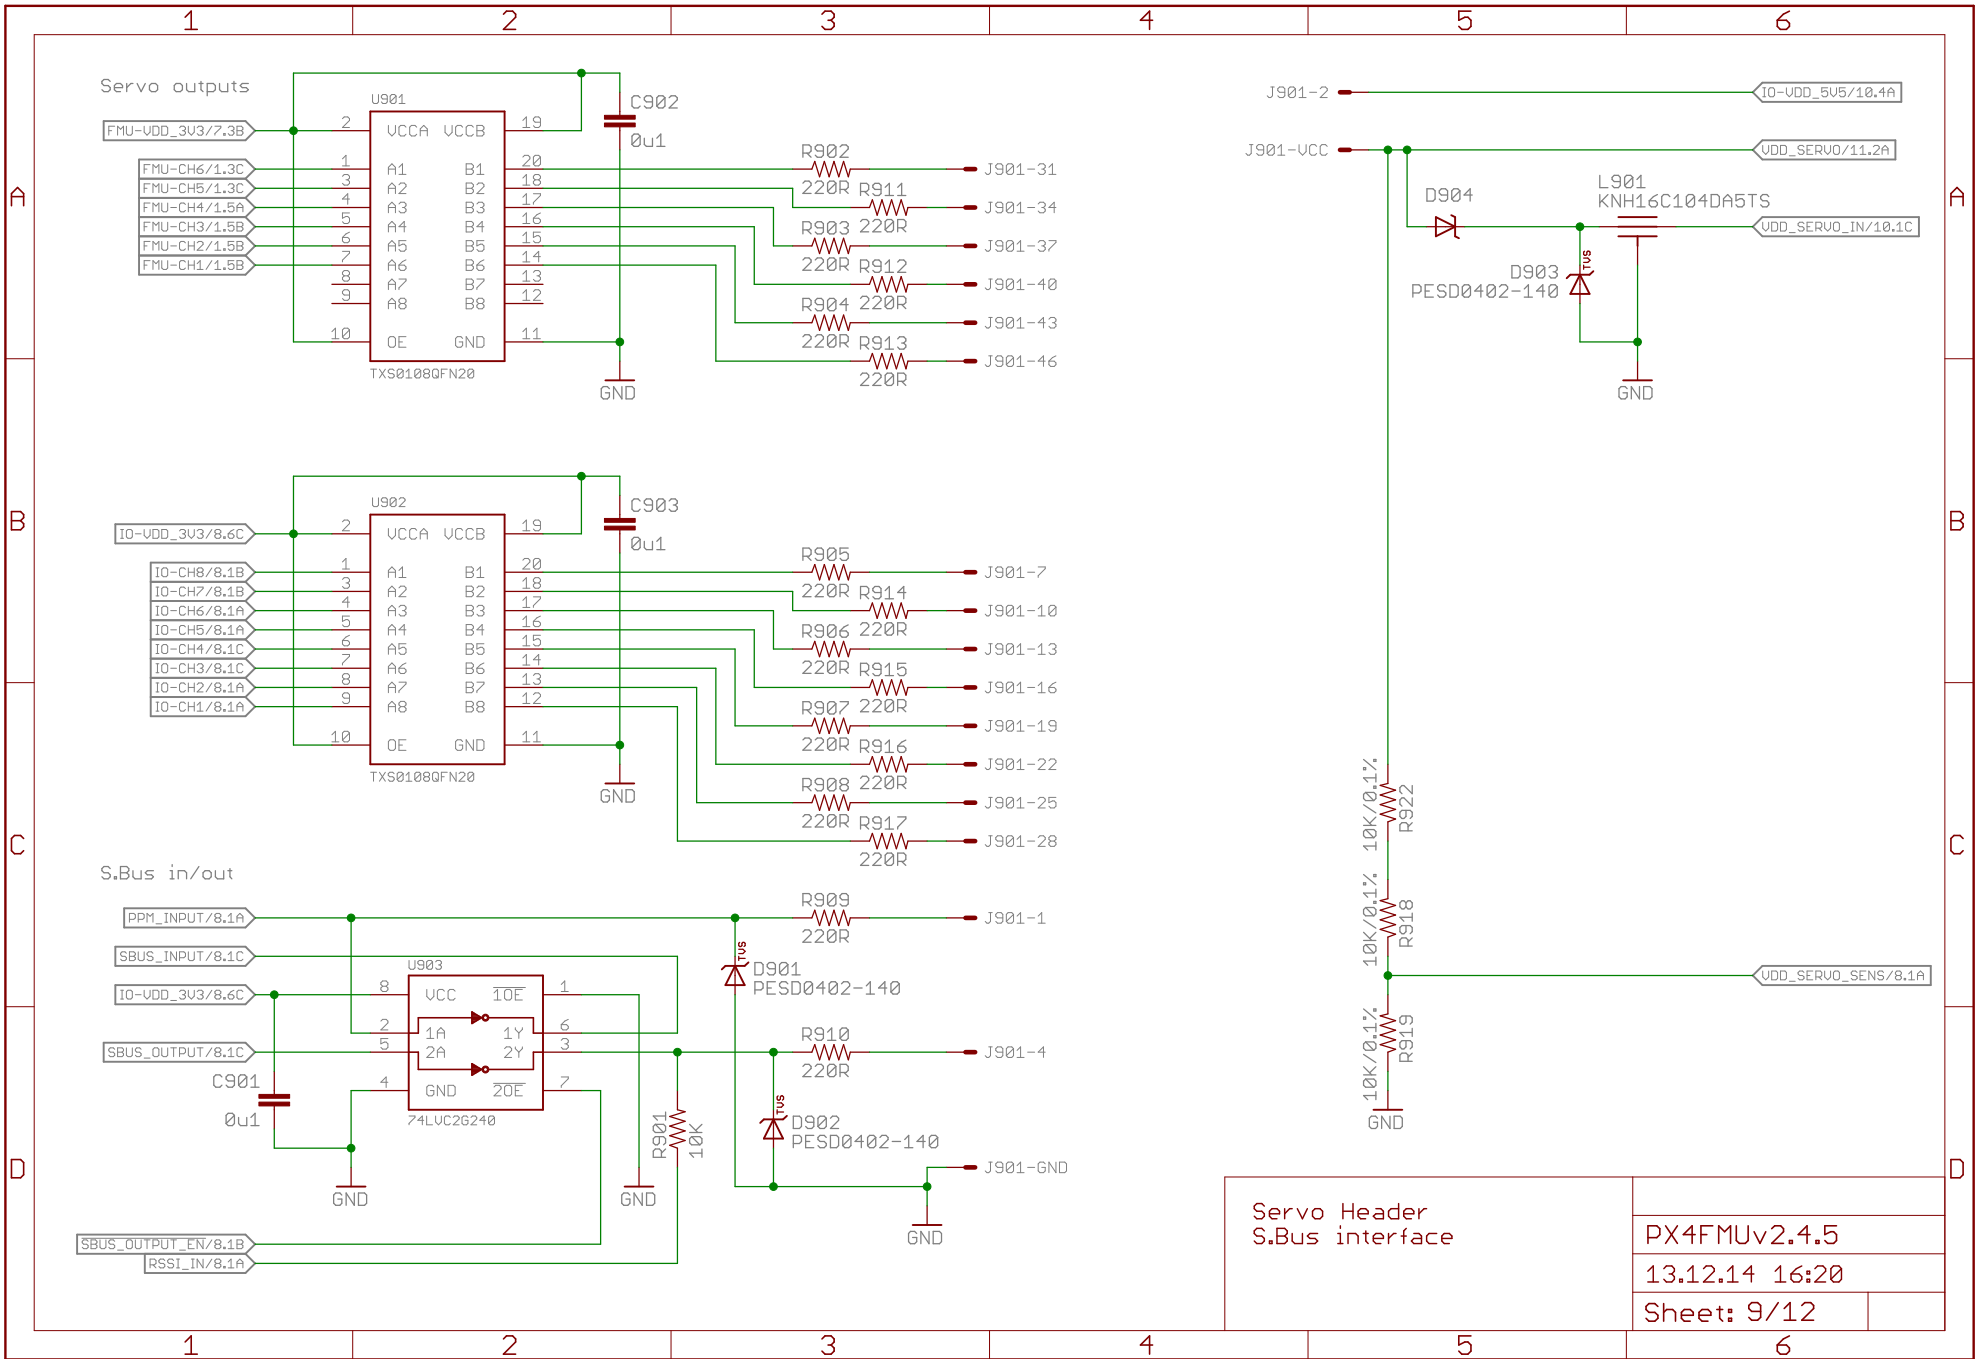 1 2 3 4 5 6
Servo outputs
FMU-VDD_3V3/7.3B
FMU-CH6/1.3C
FMU-CH5/1.3C
FMU-CH4/1.5A
FMU-CH3/1.5B
FMU-CH2/1.5B
FMU-CH1/1.5B
U901
2 VCCA VCCB 19
1 A1 B1 20
3 A2 B2 18
4 A3 B3 17
5 A4 B4 16
6 A5 B5 15
7 A6 B6 14
8 A7 B7 13
9 A8 B8 12
10 OE GND 11
TXS0108QFN20
C902
0u1
GND
R902
220R
J901-31
R911
220R
J901-34
R903
220R
J901-37
R912
220R
J901-40
R904
220R
J901-43
R913
220R
J901-46
J901-2
IO-VDD_5V5/10.4A
J901-VCC
VDD_SERVO/11.2A
D904
L901
KNH16C104DA5TS
VDD_SERVO_IN/10.1C
TVS
D903
PESD0402-140
GND
A A
IO-VDD_3V3/8.6C
IO-CH8/8.1B
IO-CH7/8.1B
IO-CH6/8.1A
IO-CH5/8.1A
IO-CH4/8.1C
IO-CH3/8.1C
IO-CH2/8.1A
IO-CH1/8.1A
U902
2 VCCA VCCB 19
1 A1 B1 20
3 A2 B2 18
4 A3 B3 17
5 A4 B4 16
6 A5 B5 15
7 A6 B6 14
8 A7 B7 13
9 A8 B8 12
10 OE GND 11
TXS0108QFN20
C903
0u1
GND
R905
220R
J901-7
R914
220R
J901-10
R906
220R
J901-13
R915
220R
J901-16
R907
220R
J901-19
R916
220R
J901-22
R908
220R
J901-25
R917
220R
J901-28
B B
10K/0.1%
R922
10K/0.1%
R918
VDD_SERVO_SENS/8.1A
10K/0.1%
R919
GND
C C
S.Bus in/out
PPM_INPUT/8.1A
SBUS_INPUT/8.1C
IO-VDD_3V3/8.6C
SBUS_OUTPUT/8.1C
U903
8 VCC 1OE 1
2 1A 1Y 6
5 2A 2Y 3
4 GND 2OE 7
74LVC2G240
C901
0u1
GND
GND
R909
220R
J901-1
TVS
D901
PESD0402-140
R910
220R
J901-4
R901
10K
TVS
D902
PESD0402-140
J901-GND
GND
SBUS_OUTPUT_EN/8.1B
RSSI_IN/8.1A
D D
Servo Header
S.Bus interface
PX4FMUv2.4.5
13.12.14 16:20
Sheet: 9/12
1 2 3 4 5 6